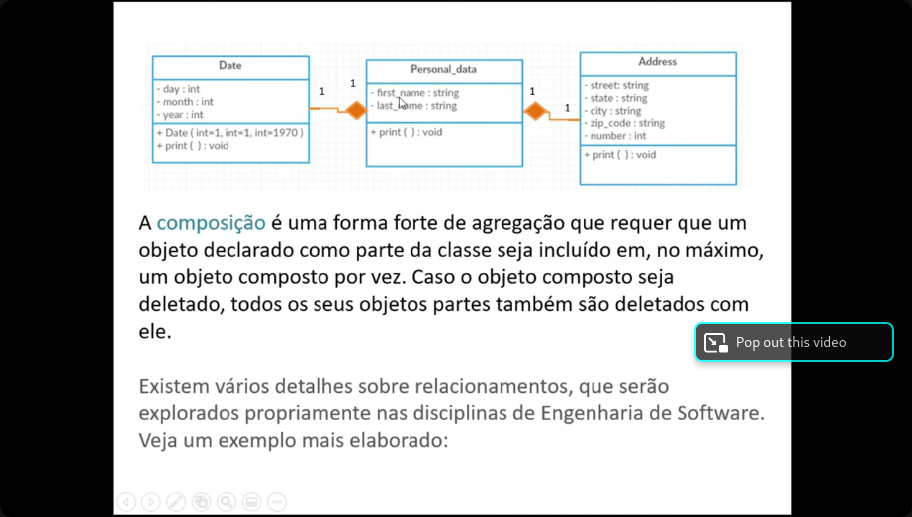 Date
- day : int
- month : int
- year : int
+ Date ( int=1, int=1, int=1970 )
+ print ( ) : void
1
1
Personal_data
- first_name : string
- last_name : string
+ print ( ) : void
1
1
Address
- street: string
- state : string
- city : string
- zip_code : string
- number : int
+ print ( ) : void
A composição é uma forma forte de agregação que requer que um
objeto declarado como parte da classe seja incluído em, no máximo,
um objeto composto por vez. Caso o objeto composto seja
deletado, todos os seus objetos partes também são deletados com
ele.
Pop out this video
Existem vários detalhes sobre relacionamentos, que serão
explorados propriamente nas disciplinas de Engenharia de Software.
Veja um exemplo mais elaborado: